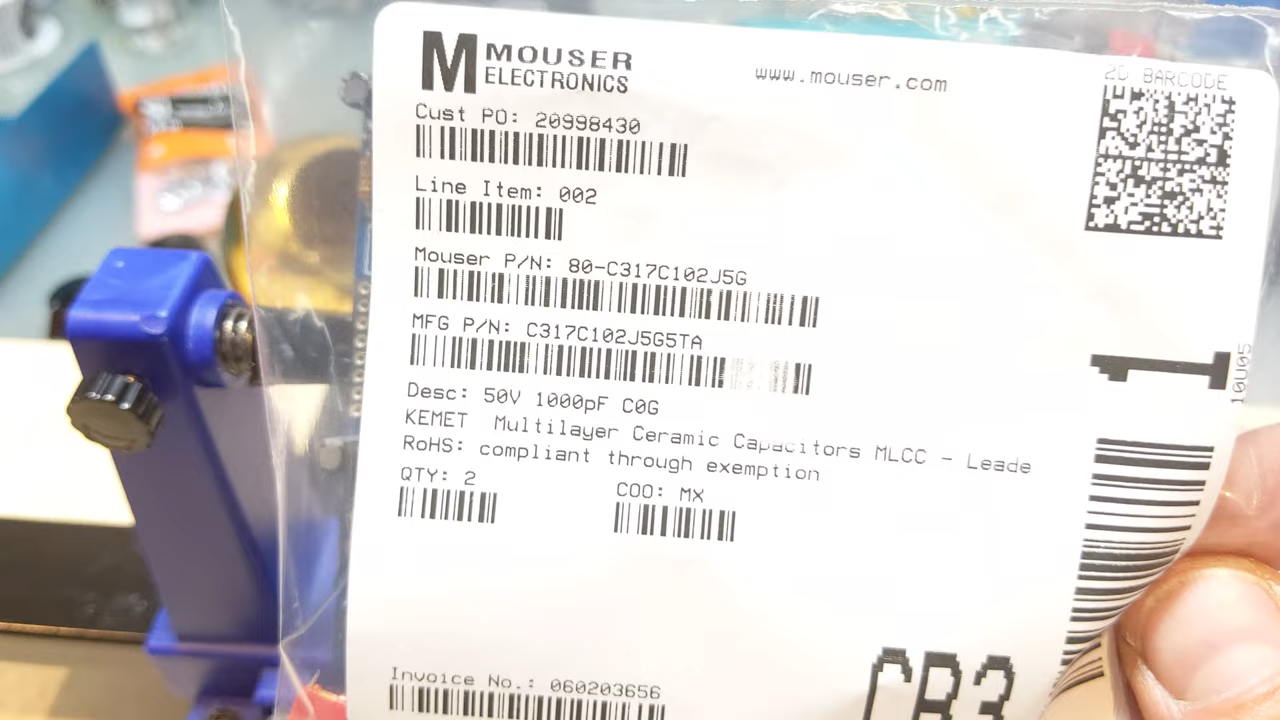 M MOUSER
ELECTRONICS
www.mouser.com
2D BARCODE
Cust PO: 20998430
Line Item: 002
Mouser P/N: 80-C317C102J5G
MFG P/N: C317C102J5G5TA
Desc: 50V 1000pF C0G
KEMET Multilayer Ceramic Capacitors MLCC - Leade
RoHS: compliant through exemption
QTY: 2
COO: MX
1
10U05
Invoice No.: 060203656